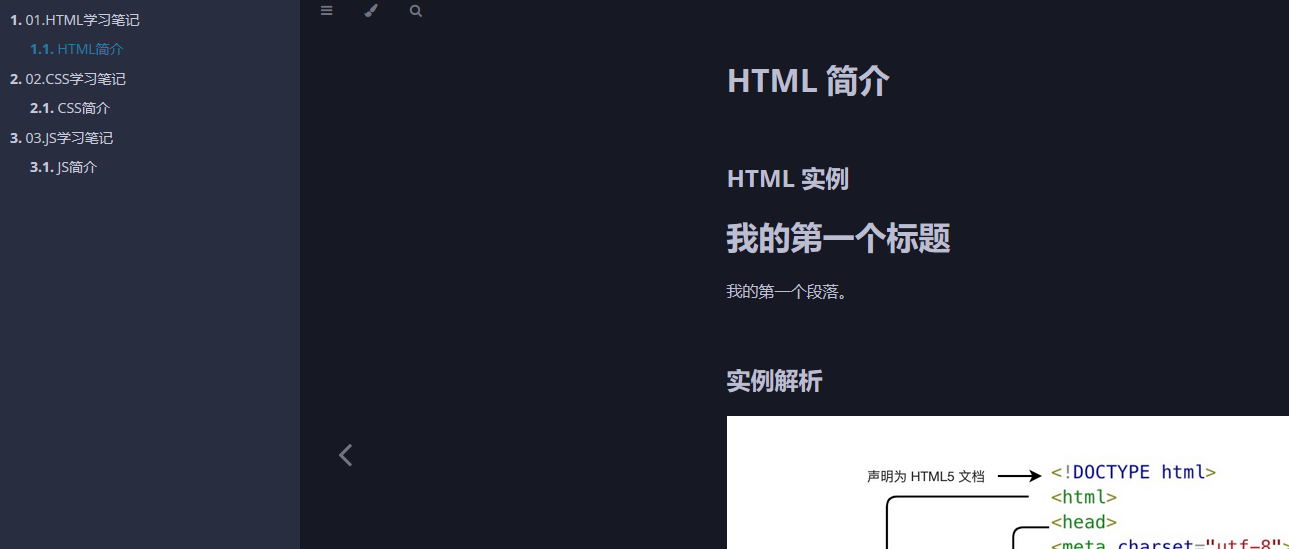 1. 01.HTML学习笔记
1.1. HTML简介
2. 02.CSS学习笔记
2.1. CSS简介
3. 03.JS学习笔记
3.1. JS简介
HTML 简介
HTML 实例
我的第一个标题
我的第一个段落。
实例解析
声明为 HTML5 文档
<!DOCTYPE html>
<html>
<head>
<meta charset="utf-8">